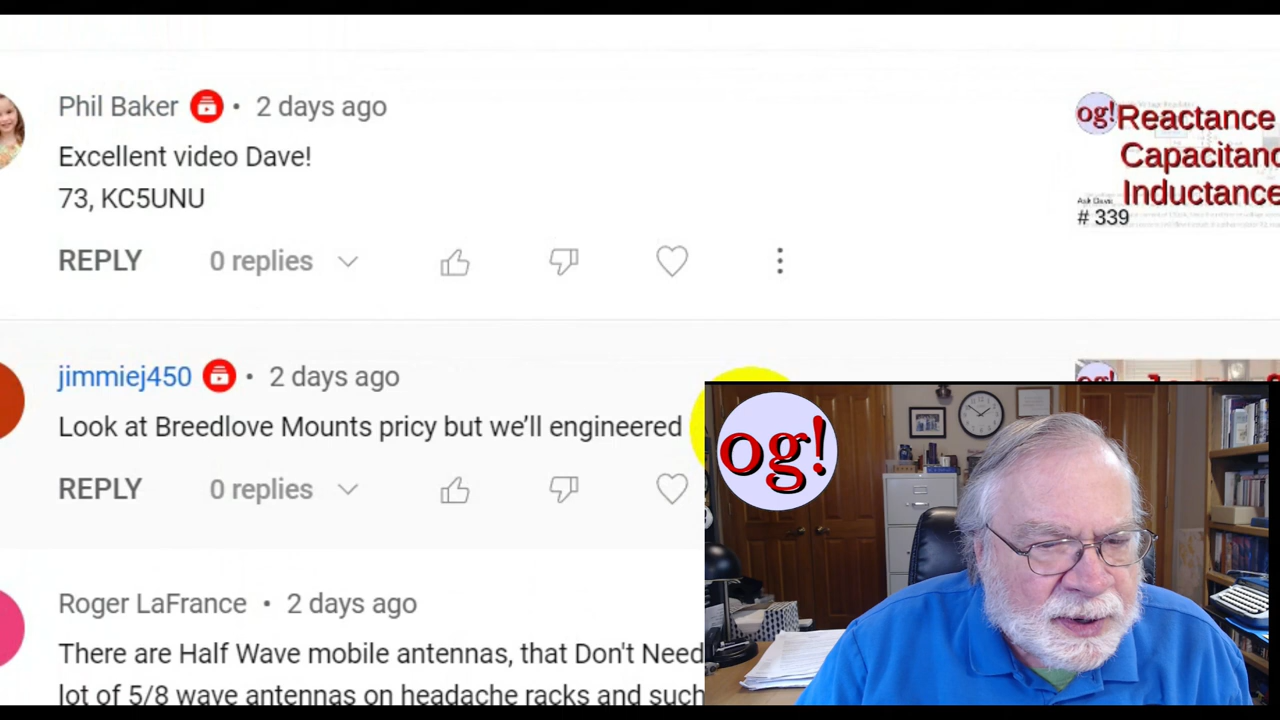 Phil Baker • 2 days ago
Excellent video Dave!
73, KC5UNU
REPLY 0 replies
og! Reactance
Capacitanc
Inductance
Ask Dave
# 339
jimmiej450 • 2 days ago
Look at Breedlove Mounts pricy but we’ll engineered
REPLY 0 replies
og!
Roger LaFrance • 2 days ago
There are Half Wave mobile antennas, that Don't Need
lot of 5/8 wave antennas on headache racks and such